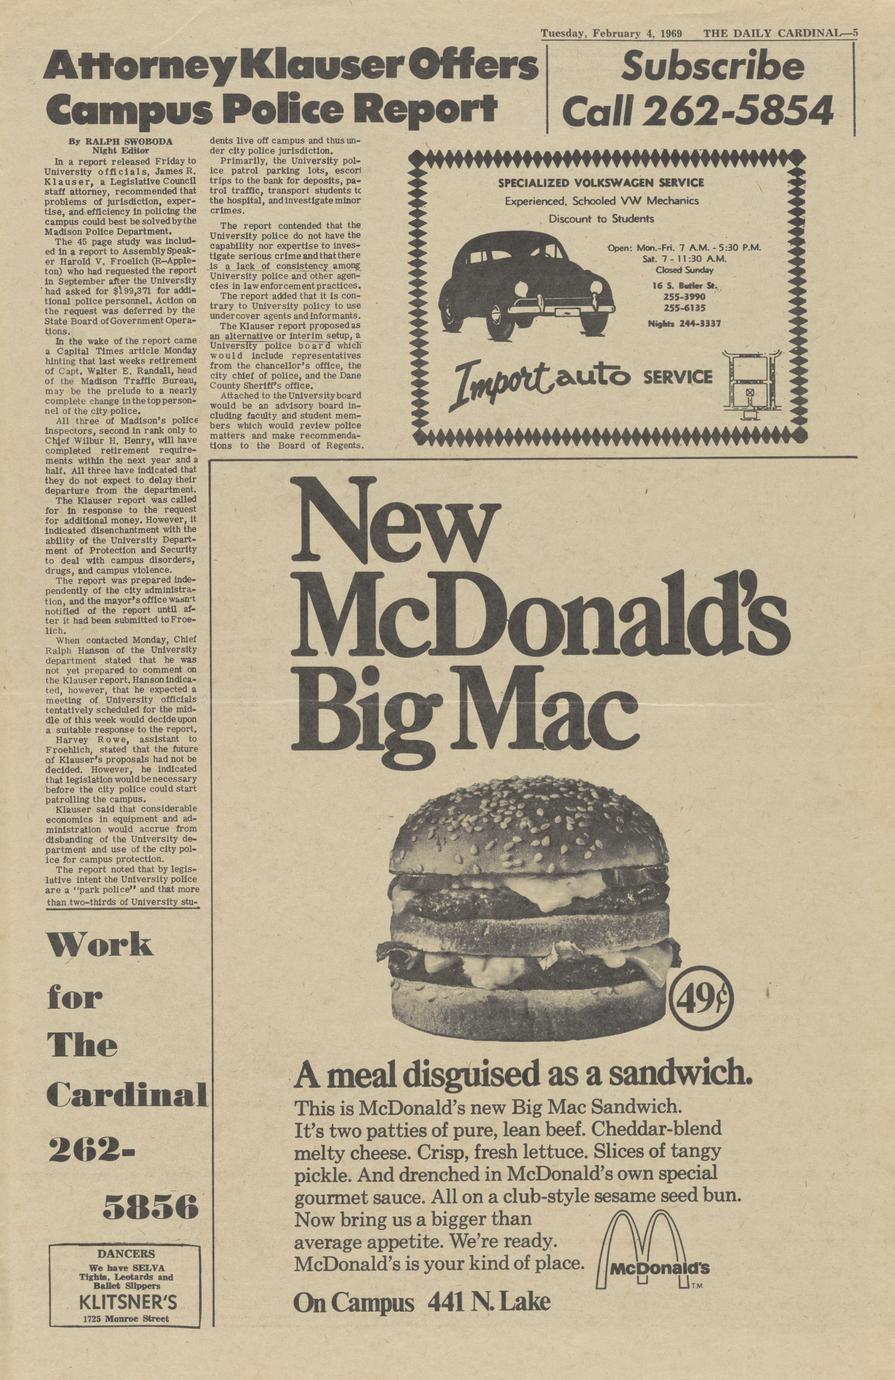 Tuesday, February 4, 1969 THE DAILY CARDINAL—5
Attorney Klauser Offers
Campus Police Report
Subscribe
Call 262-5854
By RALPH SWOBODA
Night Editor
In a report released Friday to
University officials, James R.
Klauser, a Legislative Council
staff attorney, recommended that
problems of jurisdiction, exper-
tise, and efficiency in policing the
campus could best be solved by the
Madison Police Department.
The 45 page study was includ-
ed in a report to Assembly Speak-
er Harold V. Froelich (R—Apple-
ton) who had requested the report
in September after the University
had asked for $199,371 for addi-
tional police personnel. Action on
the request was deferred by the
State Board of Government Opera-
tions.
In the wake of the report came
a Capital Times article Monday
hinting that last weeks retirement
of Capt. Walter E. Randall, head
of the Madison Traffic Bureau,
may be the prelude to a nearly
complete change in the top person-
nel of the city police.
All three of Madison's police
inspectors, second in rank only to
Chief Wilbur H. Henry, will have
completed retirement require-
ments within the next year and a
half. All three have indicated that
they do not expect to delay their
departure from the department.
The Klauser report was called
for in response to the request
for additional money. However, it
indicated disenchantment with the
ability of the University Depart-
ment of Protection and Security
to deal with campus disorders,
drugs, and campus violence.
The report was prepared inde-
pendently of the city administra-
tion, and the mayor's office wasn't
notified of the report until af-
ter it had been submitted to Froe-
lich.
When contacted Monday, Chief
Ralph Hanson of the University
department stated that he was
not yet prepared to comment on
the Klauser report. Hanson indica-
ted, however, that he expected a
meeting of University officials
tentatively scheduled for the mid-
dle of this week would decide upon
a suitable response to the report.
Harvey Rowe, assistant to
Froehlich, stated that the future
of Klauser's proposals had not be
decided. However, he indicated
that legislation would be necessary
before the city police could start
patrolling the campus.
Klauser said that considerable
economics in equipment and ad-
ministration would accrue from
disbanding of the University de-
partment and use of the city pol-
ice for campus protection.
The report noted that by legis-
lative intent the University police
are a "park police" and that more
than two-thirds of University stu-
dents live off campus and thus un-
der city police jurisdiction.
Primarily, the University pol-
ice patrol parking lots, escort
trips to the bank for deposits, pa-
trol traffic, transport students to
the hospital, and investigate minor
crimes.
The report contended that the
University police do not have the
capability nor expertise to inves-
tigate serious crime and that there
is a lack of consistency among
University police and other agen-
cies in law enforcement practices.
The report added that it is con-
trary to University policy to use
undercover agents and informants.
The Klauser report proposed as
an alternative or interim setup, a
University police board which
would include representatives
from the chancellor's office, the
city chief of police, and the Dane
County Sheriff's office.
Attached to the University board
would be an advisory board in-
cluding faculty and student mem-
bers which would review police
matters and make recommenda-
tions to the Board of Regents.
SPECIALIZED VOLKSWAGEN SERVICE
Experienced, Schooled VW Mechanics
Discount to Students
Open: Mon.-Fri. 7 A.M. - 5:30 P.M.
Sat. 7 - 11:30 A.M.
Closed Sunday
16 S. Butler St.
255-3990
255-6135
Nights 244-3337
Import auto SERVICE
New
McDonald's
Big Mac
49¢
A meal disguised as a sandwich.
This is McDonald's new Big Mac Sandwich.
It's two patties of pure, lean beef. Cheddar-blend
melty cheese. Crisp, fresh lettuce. Slices of tangy
pickle. And drenched in McDonald's own special
gourmet sauce. All on a club-style sesame seed bun.
Now bring us a bigger than
average appetite. We're ready.
McDonald's is your kind of place.
McDonald's
T.M.
On Campus 441 N. Lake
Work
for
The
Cardinal
262-
5856
DANCERS
We have SELVA
Tights, Leotards and
Ballet Slippers
KLITSNER'S
1725 Monroe Street